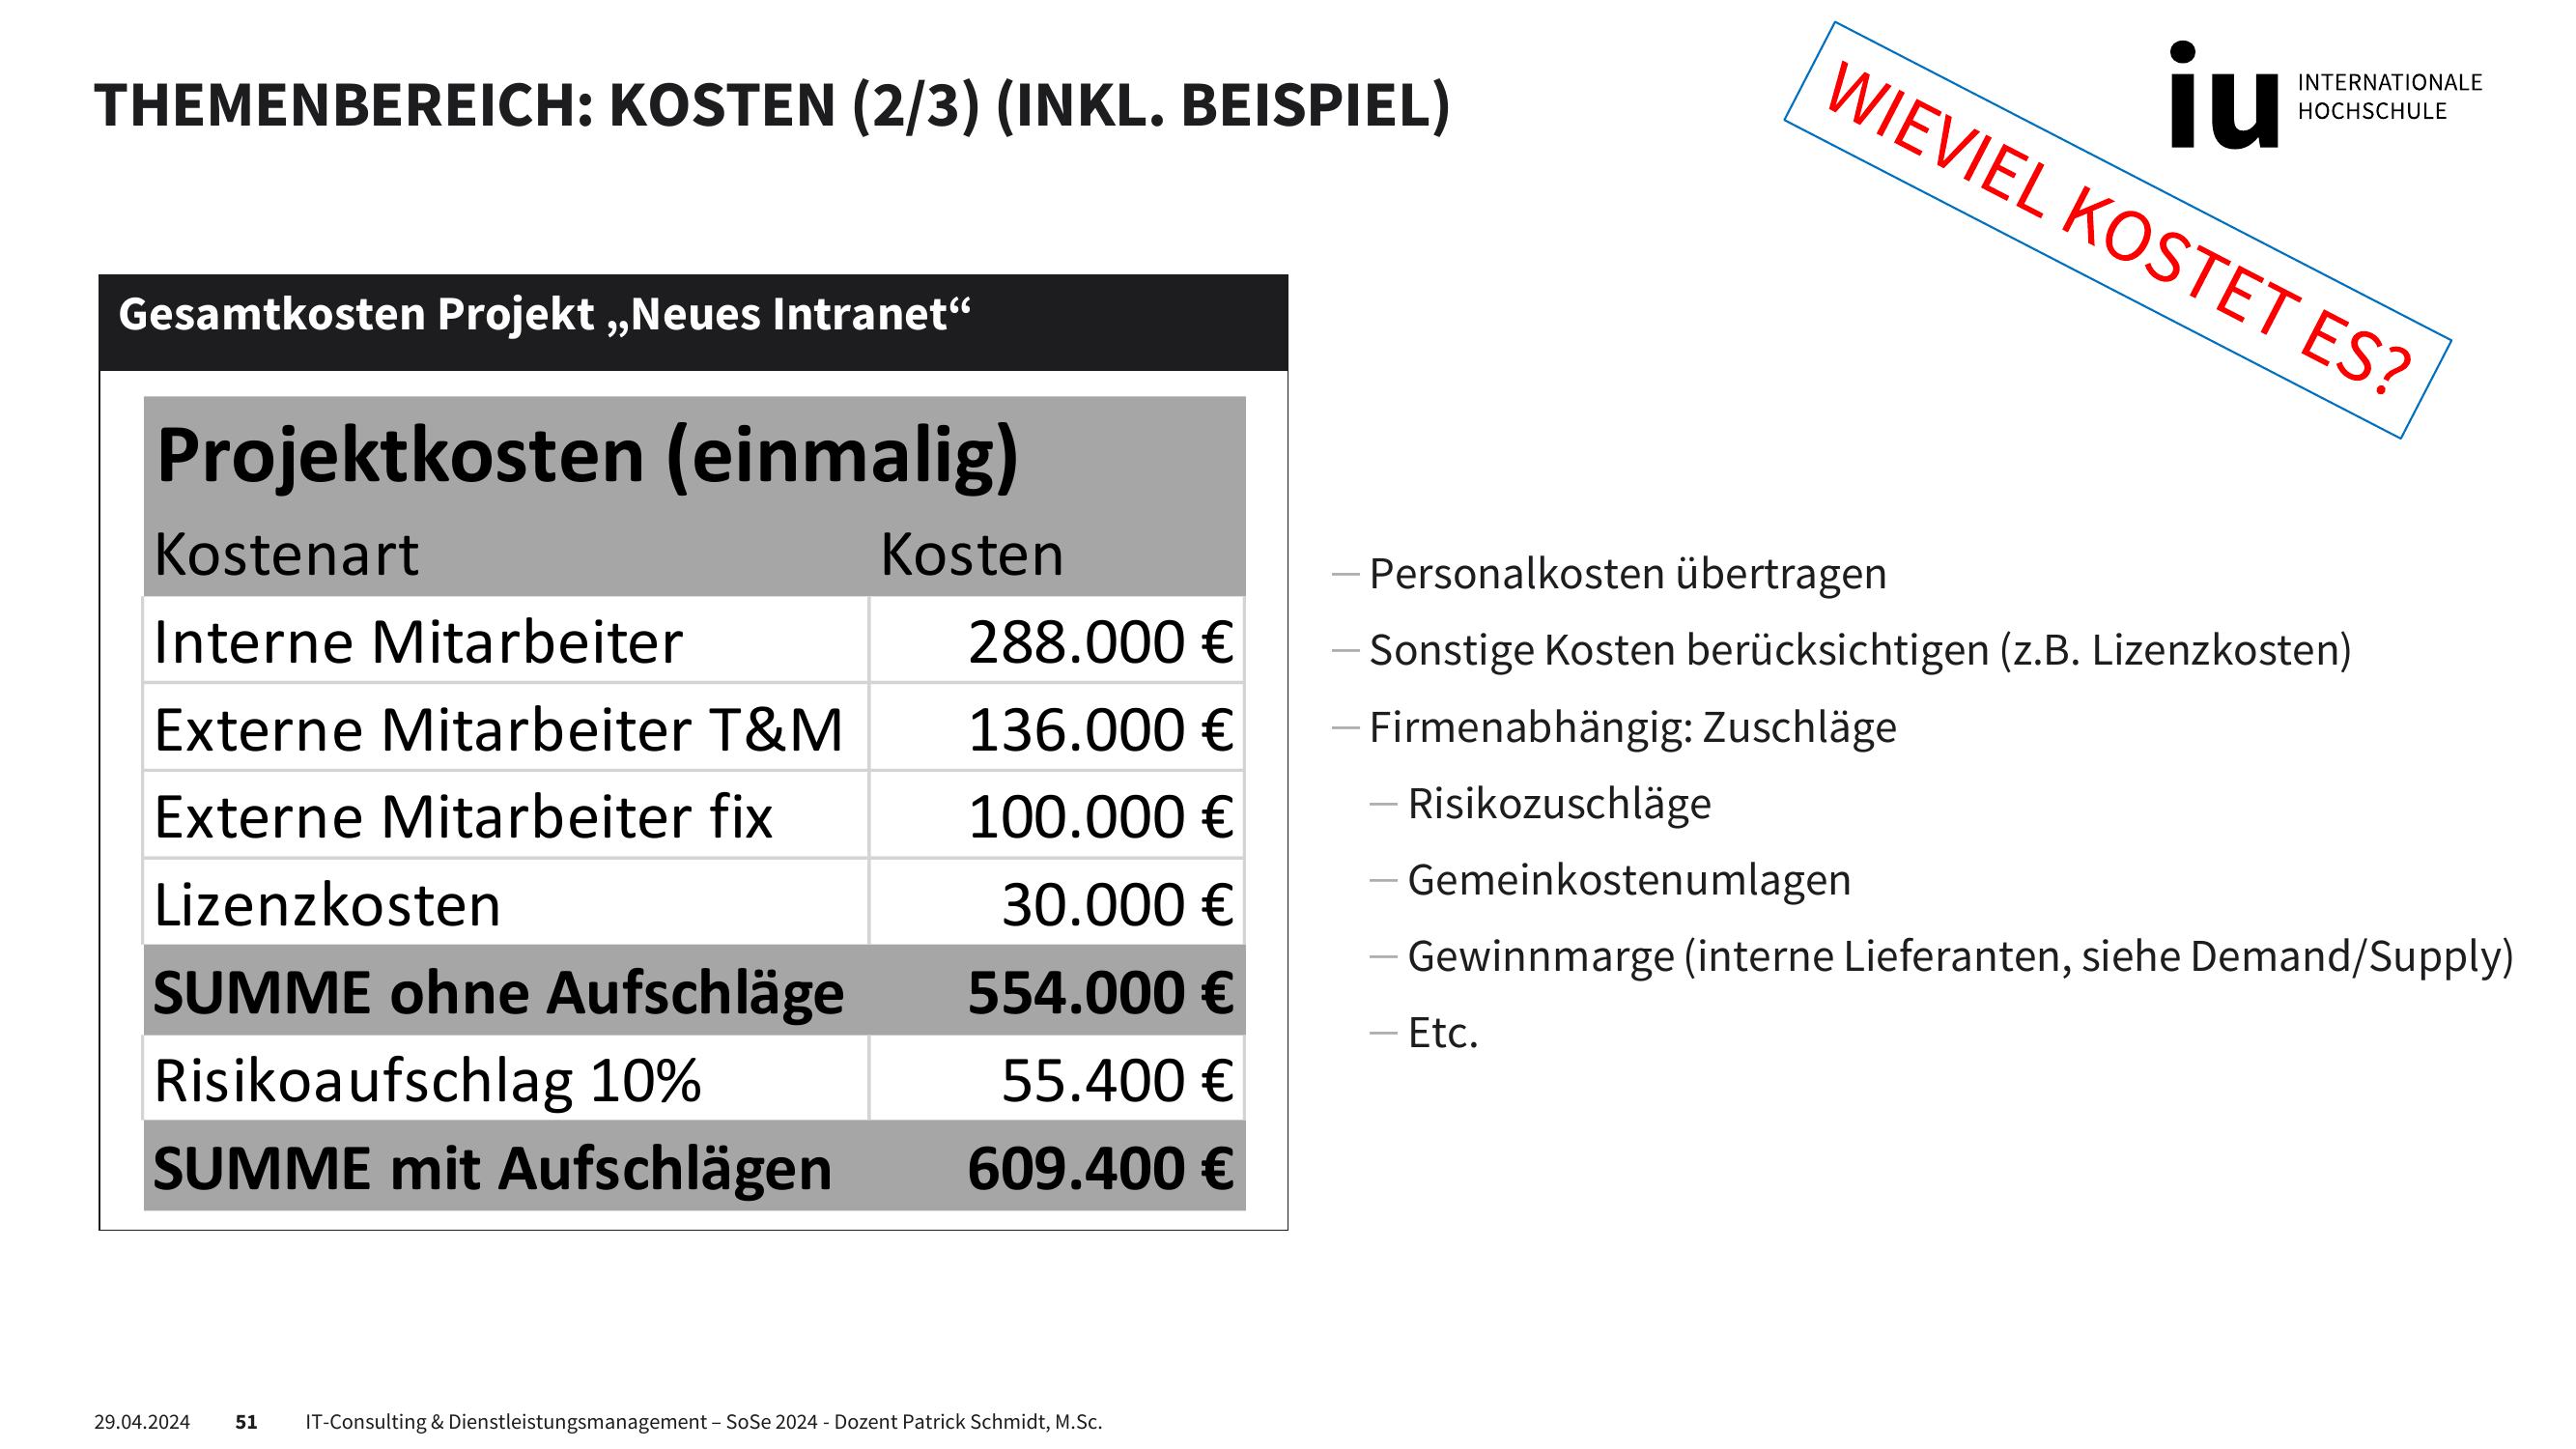 THEMENBEREICH: KOSTEN (2/3) (INKL. BEISPIEL)
WIEVIEL KOSTET ES?
iu INTERNATIONALE
HOCHSCHULE
Gesamtkosten Projekt „Neues Intranet“
Projektkosten (einmalig)
Kostenart Kosten
Interne Mitarbeiter 288.000 €
Externe Mitarbeiter T&M 136.000 €
Externe Mitarbeiter fix 100.000 €
Lizenzkosten 30.000 €
SUMME ohne Aufschläge 554.000 €
Risikoaufschlag 10% 55.400 €
SUMME mit Aufschlägen 609.400 €
— Personalkosten übertragen
— Sonstige Kosten berücksichtigen (z.B. Lizenzkosten)
— Firmenabhängig: Zuschläge
— Risikozuschläge
— Gemeinkostenumlagen
— Gewinnmarge (interne Lieferanten, siehe Demand/Supply)
— Etc.
29.04.2024 51 IT-Consulting & Dienstleistungsmanagement – SoSe 2024 - Dozent Patrick Schmidt, M.Sc.